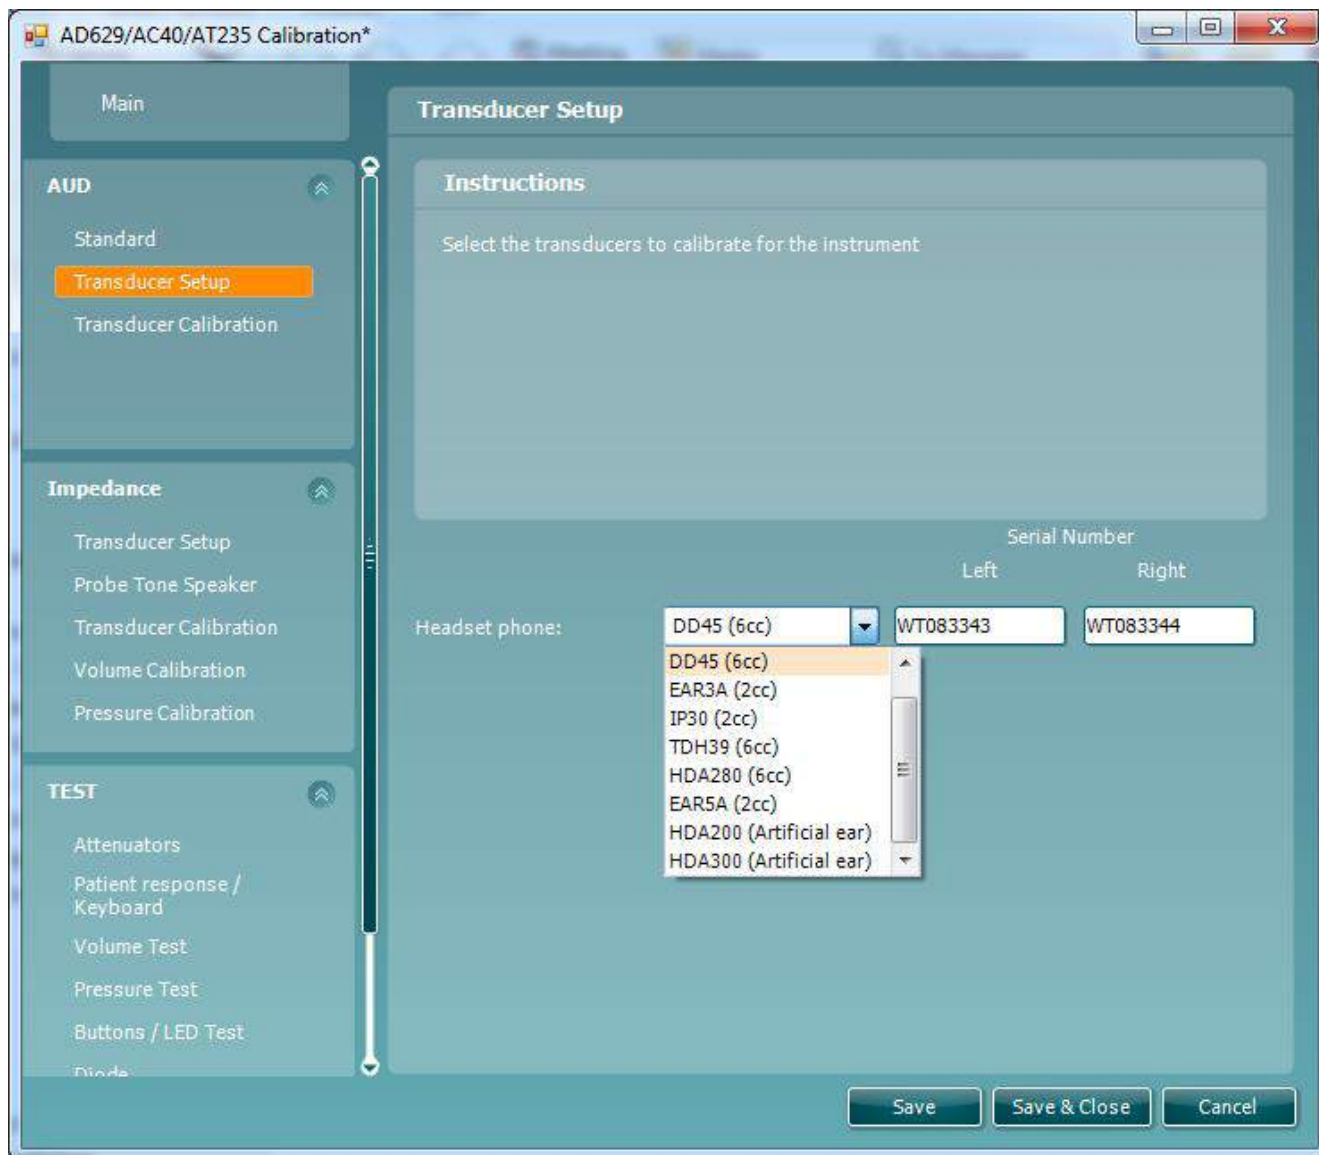 AD629/AC40/AT235 Calibration*
Main
AUD
Standard
Transducer Setup
Transducer Calibration
Impedance
Transducer Setup
Probe Tone Speaker
Transducer Calibration
Volume Calibration
Pressure Calibration
TEST
Attenuators
Patient response /
Keyboard
Volume Test
Pressure Test
Buttons / LED Test
Diode
Transducer Setup
Instructions
Select the transducers to calibrate for the instrument
Serial Number
Left Right
Headset phone: DD45 (6cc) WT083343 WT083344
DD45 (6cc)
EAR3A (2cc)
IP30 (2cc)
TDH39 (6cc)
HDA280 (6cc)
EAR5A (2cc)
HDA200 (Artificial ear)
HDA300 (Artificial ear)
Save Save & Close Cancel